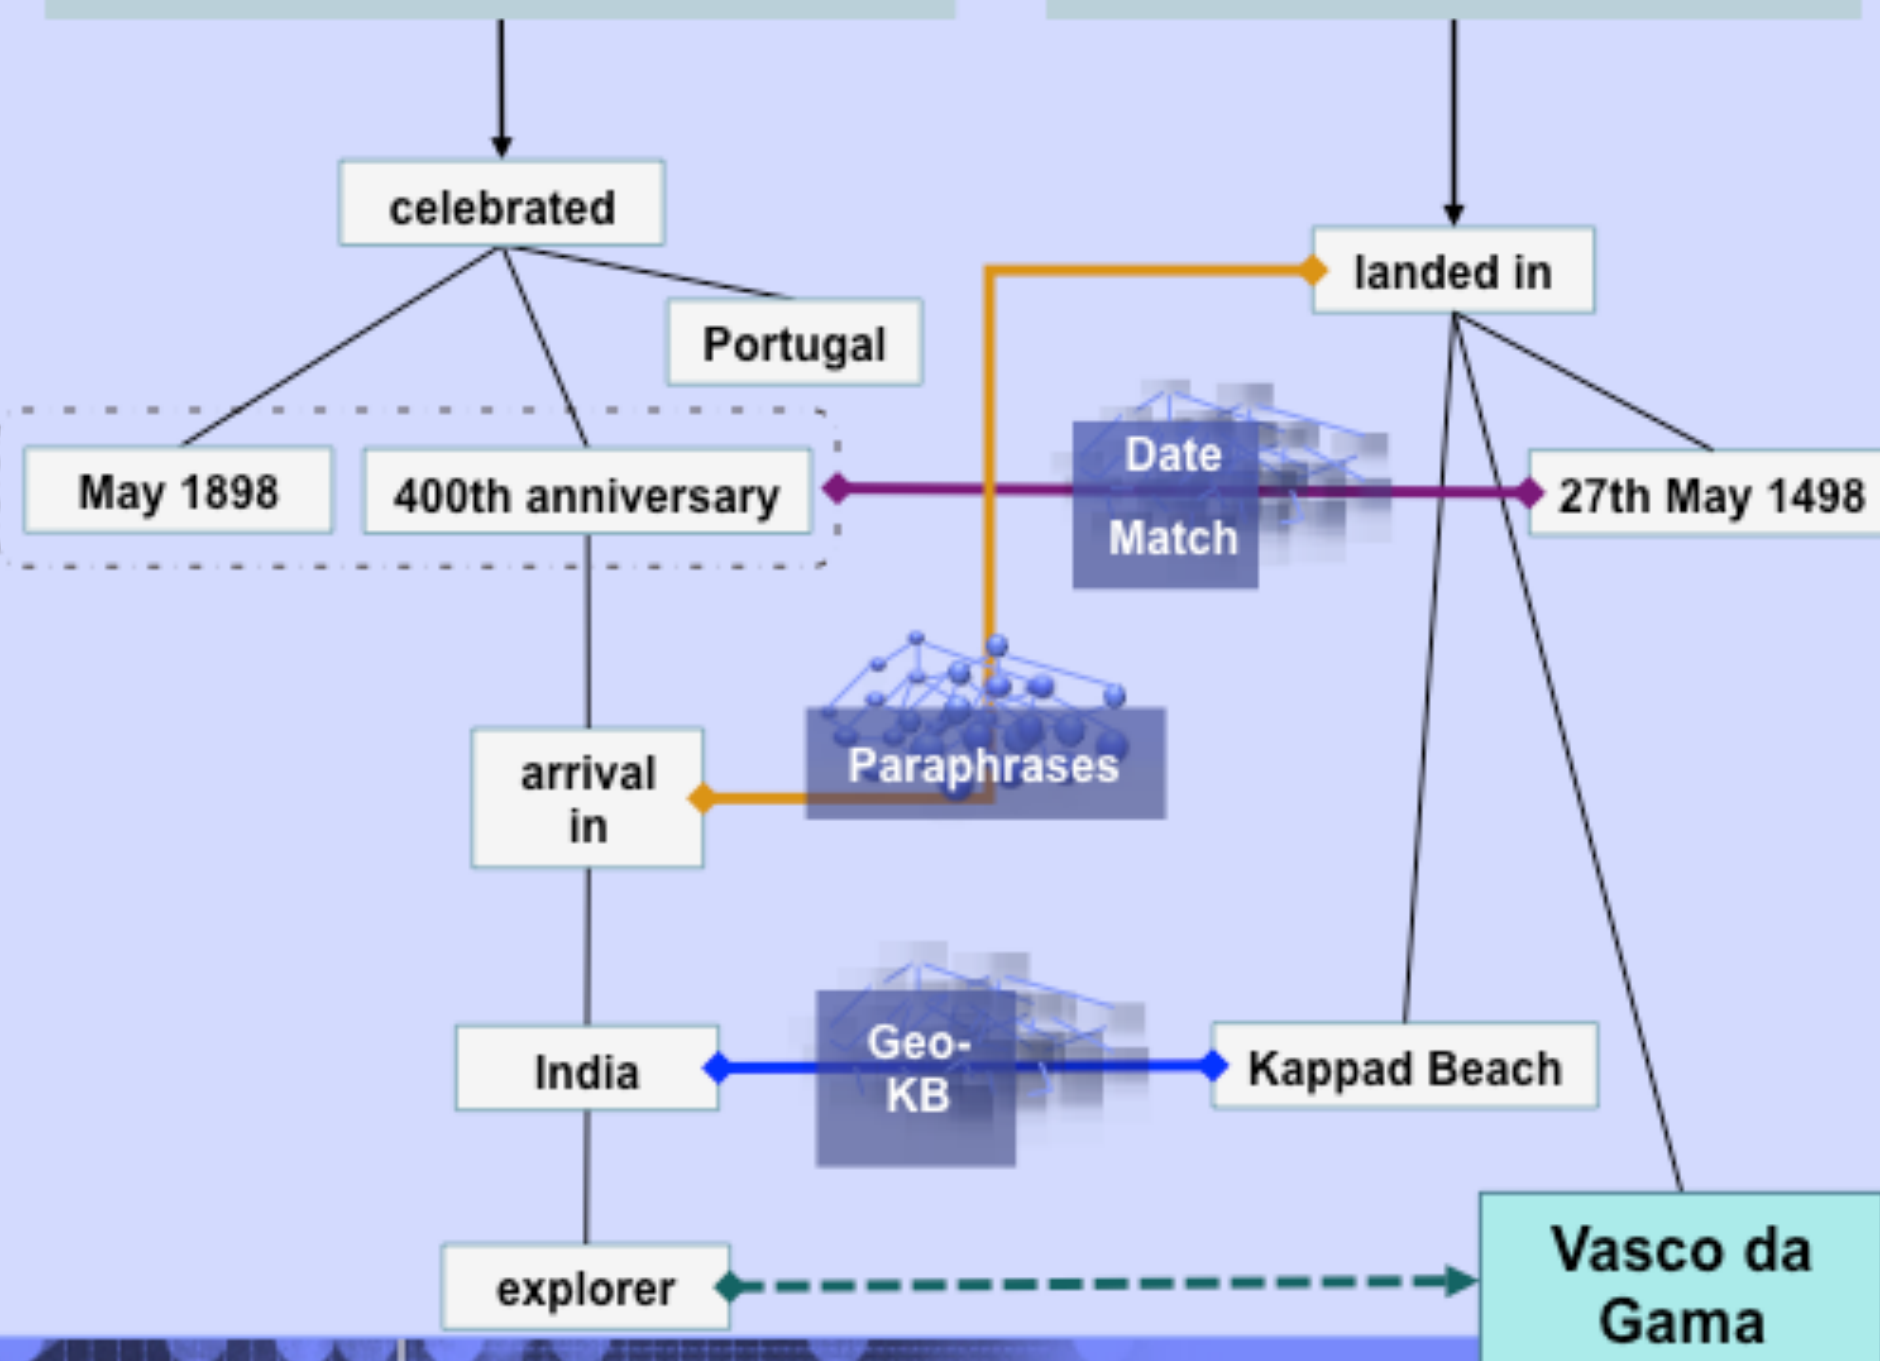 celebrated
landed in
Portugal
Date
Match
May 1898
400th anniversary
27th May 1498
Paraphrases
arrival
in
Geo-
KB
India
Kappad Beach
explorer
Vasco da
Gama